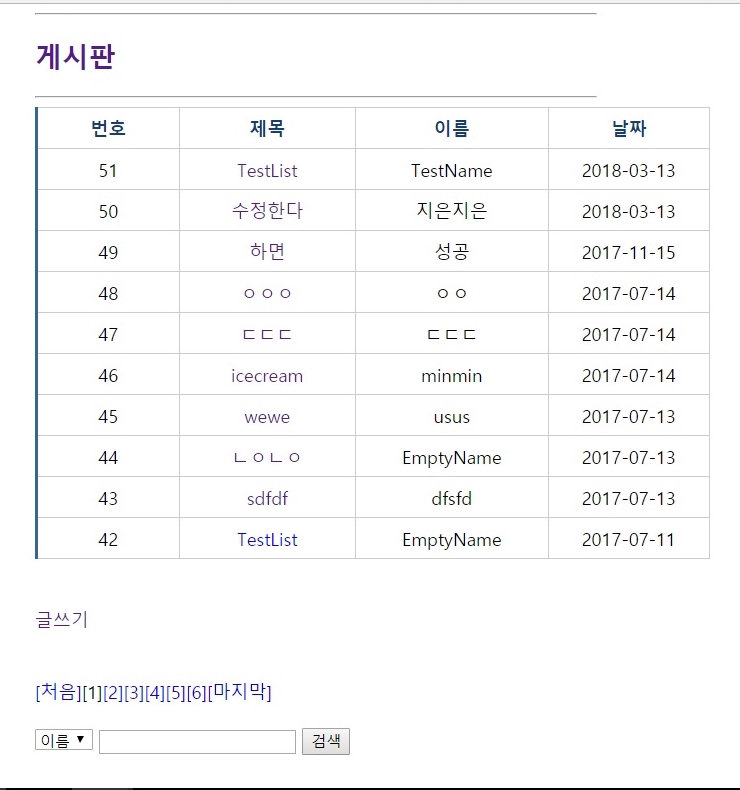 게시판
번호 제목 이름 날짜
51 TestList TestName 2018-03-13
50 수정한다 지은지은 2018-03-13
49 하면 성공 2017-11-15
48 ㅇㅇㅇ ㅇㅇ 2017-07-14
47 ㄷㄷㄷ ㄷㄷㄷ 2017-07-14
46 icecream minmin 2017-07-14
45 wewe usus 2017-07-13
44 ㄴㅇㄴㅇ EmptyName 2017-07-13
43 sdfdf dfsfd 2017-07-13
42 TestList EmptyName 2017-07-11
글쓰기
[처음][1][2][3][4][5][6][마지막]
이름 ▼ 검색